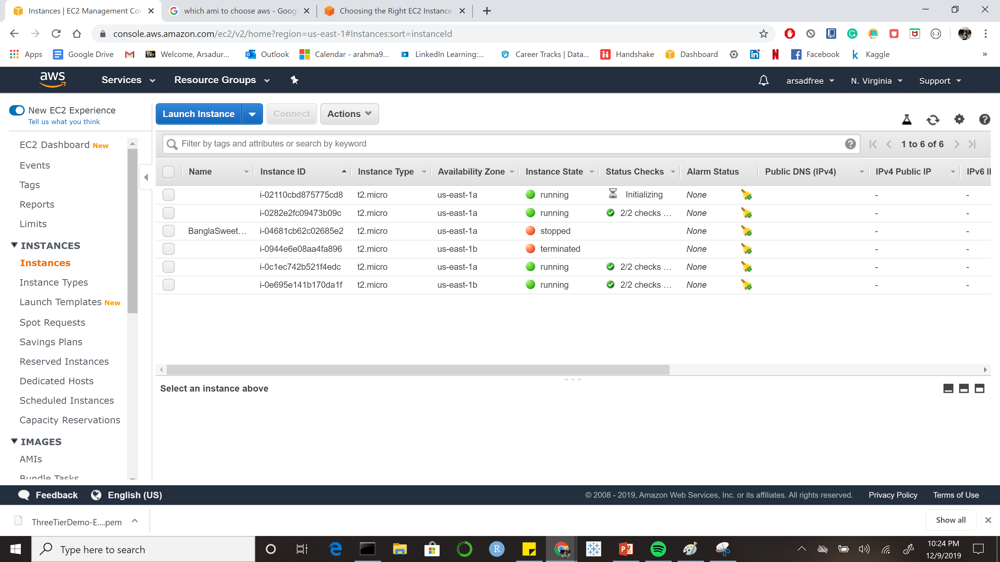 Instances | EC2 Management Con
which ami to choose aws - Googl
Choosing the Right EC2 Instance
console.aws.amazon.com/ec2/v2/home?region=us-east-1#Instances:sort=instanceId
Apps Google Drive Bb Welcome, Arsadur... Outlook Calendar - arahma9... LinkedIn Learning:... Career Tracks | Data... Handshake Dashboard Facebook Kaggle »
aws Services Resource Groups arsadfree N. Virginia Support
New EC2 Experience
Tell us what you think
EC2 Dashboard New
Events
Tags
Reports
Limits
INSTANCES
Instances
Instance Types
Launch Templates New
Spot Requests
Savings Plans
Reserved Instances
Dedicated Hosts
Scheduled Instances
Capacity Reservations
IMAGES
AMIs
Bundle Tasks
Launch Instance Connect Actions
Filter by tags and attributes or search by keyword
1 to 6 of 6
Name Instance ID Instance Type Availability Zone Instance State Status Checks Alarm Status Public DNS (IPv4) IPv4 Public IP IPv6 I
i-02110cbd875775cd8 t2.micro us-east-1a running Initializing None - -
i-0282e2fc09473b09c t2.micro us-east-1a running 2/2 checks ... None - -
BanglaSweet... i-04681cb62c02685e2 t2.micro us-east-1a stopped None - -
i-0944e6e08aa4fa896 t2.micro us-east-1b terminated None - -
i-0c1ec742b521f4edc t2.micro us-east-1a running 2/2 checks ... None - -
i-0e695e141b170da1f t2.micro us-east-1b running 2/2 checks ... None - -
Select an instance above
Feedback English (US)
© 2008 - 2019, Amazon Web Services, Inc. or its affiliates. All rights reserved. Privacy Policy Terms of Use
ThreeTierDemo-E....pem
Show all
Type here to search
10:24 PM
12/9/2019